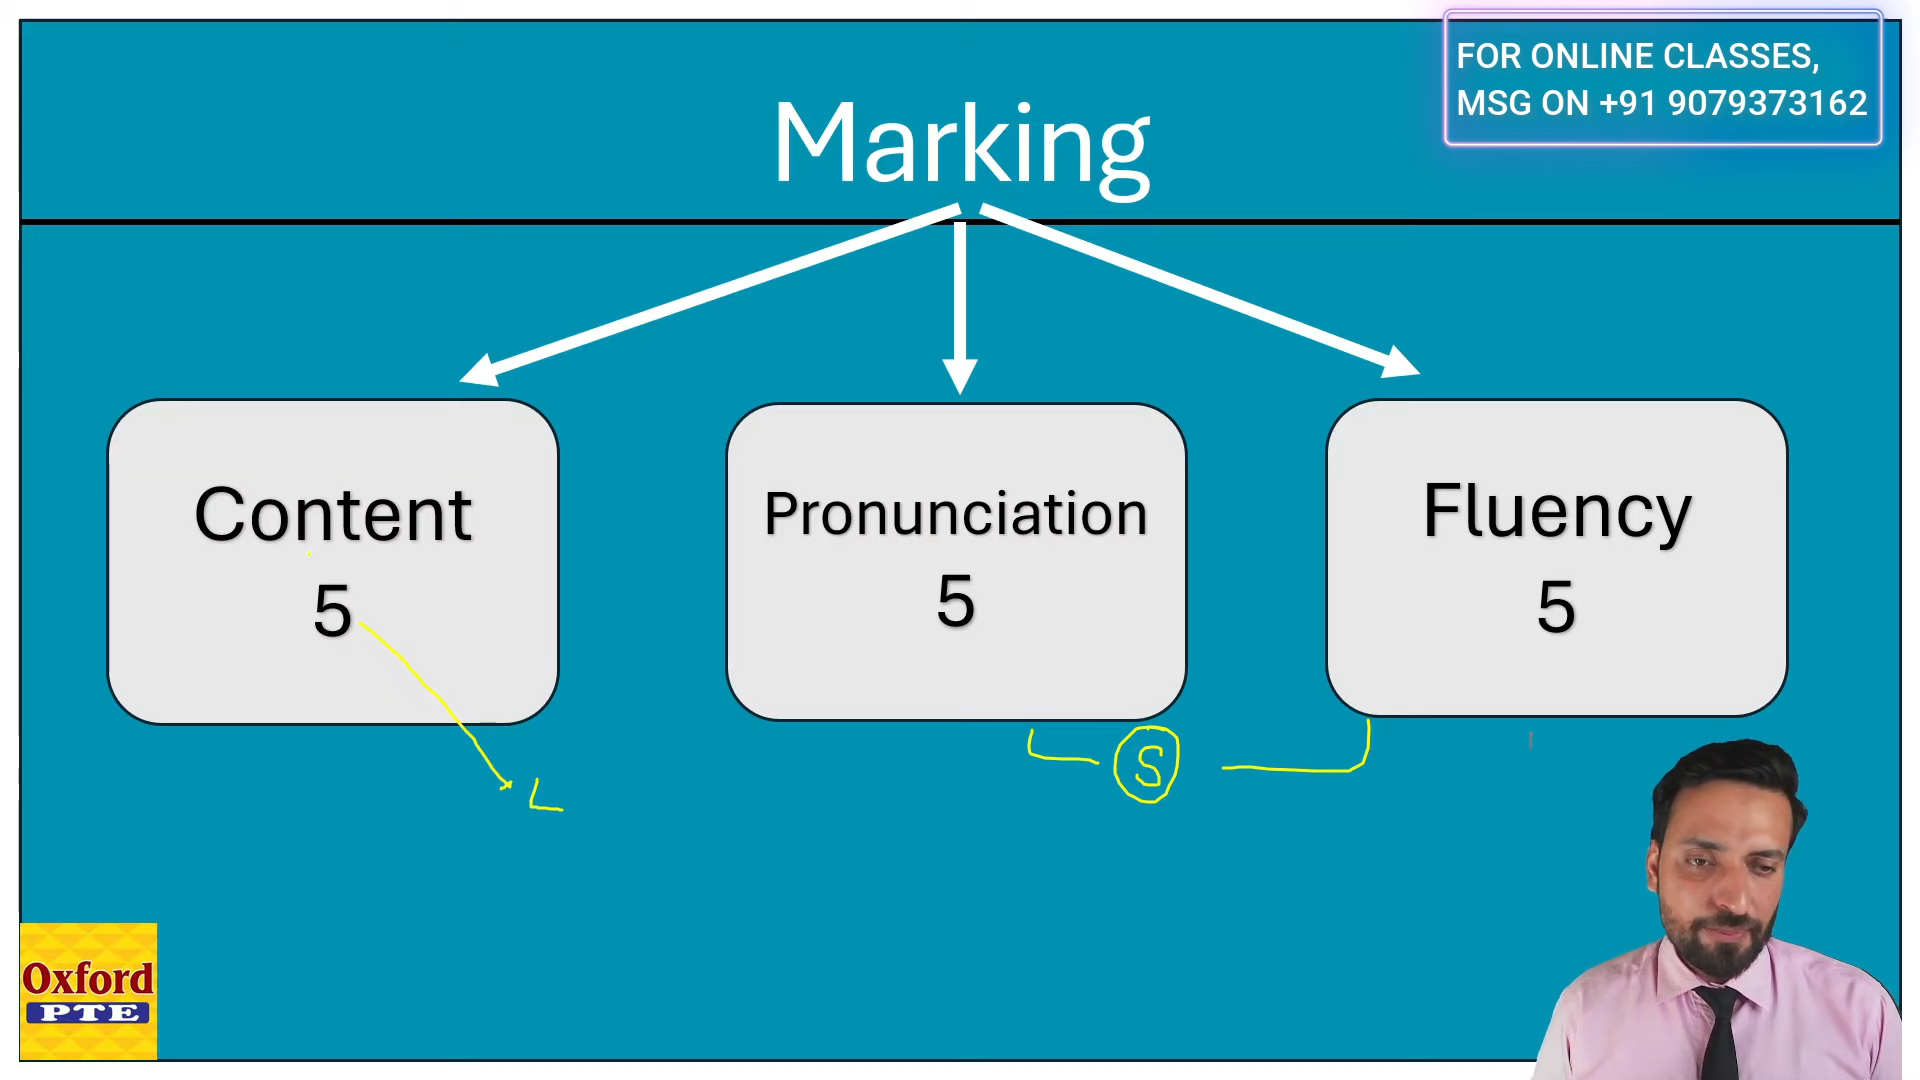 FOR ONLINE CLASSES,
MSG ON +91 9079373162
Marking
Content
5
Pronunciation
5
Fluency
5
L
S
Oxford
PTE